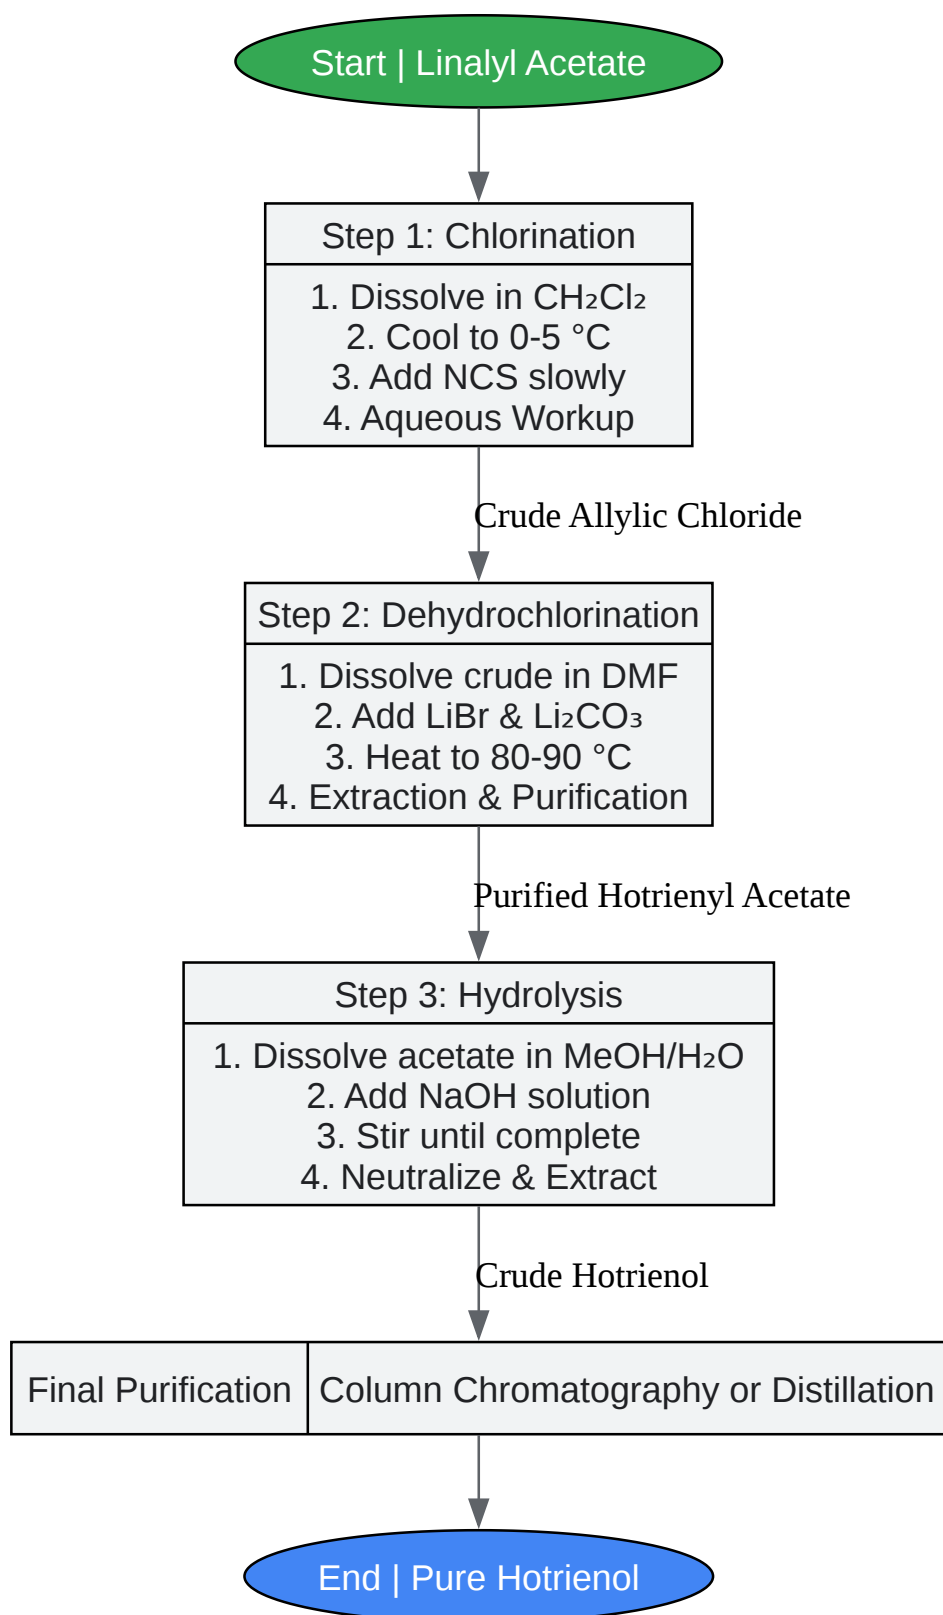 Start | Linalyl Acetate
Step 1: Chlorination
1. Dissolve in CH₂Cl₂
2. Cool to 0-5 °C
3. Add NCS slowly
4. Aqueous Workup
Crude Allylic Chloride
Step 2: Dehydrochlorination
1. Dissolve crude in DMF
2. Add LiBr & Li₂CO₃
3. Heat to 80-90 °C
4. Extraction & Purification
Purified Hotrienyl Acetate
Step 3: Hydrolysis
1. Dissolve acetate in MeOH/H₂O
2. Add NaOH solution
3. Stir until complete
4. Neutralize & Extract
Crude Hotrienol
Final Purification
Column Chromatography or Distillation
End | Pure Hotrienol